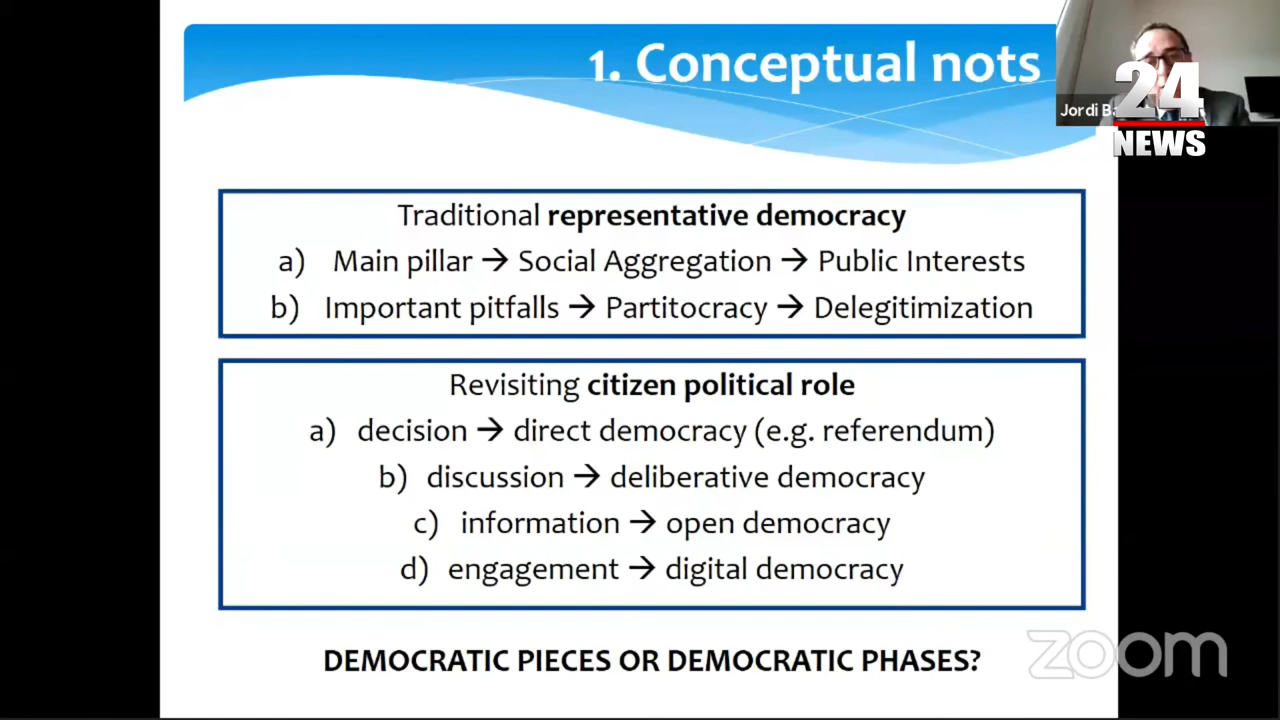 1. Conceptual nots
Jordi
24
NEWS
Traditional representative democracy
a) Main pillar → Social Aggregation → Public Interests
b) Important pitfalls → Partitocracy → Delegitimization
Revisiting citizen political role
a) decision → direct democracy (e.g. referendum)
b) discussion → deliberative democracy
c) information → open democracy
d) engagement → digital democracy
DEMOCRATIC PIECES OR DEMOCRATIC PHASES?
zoom